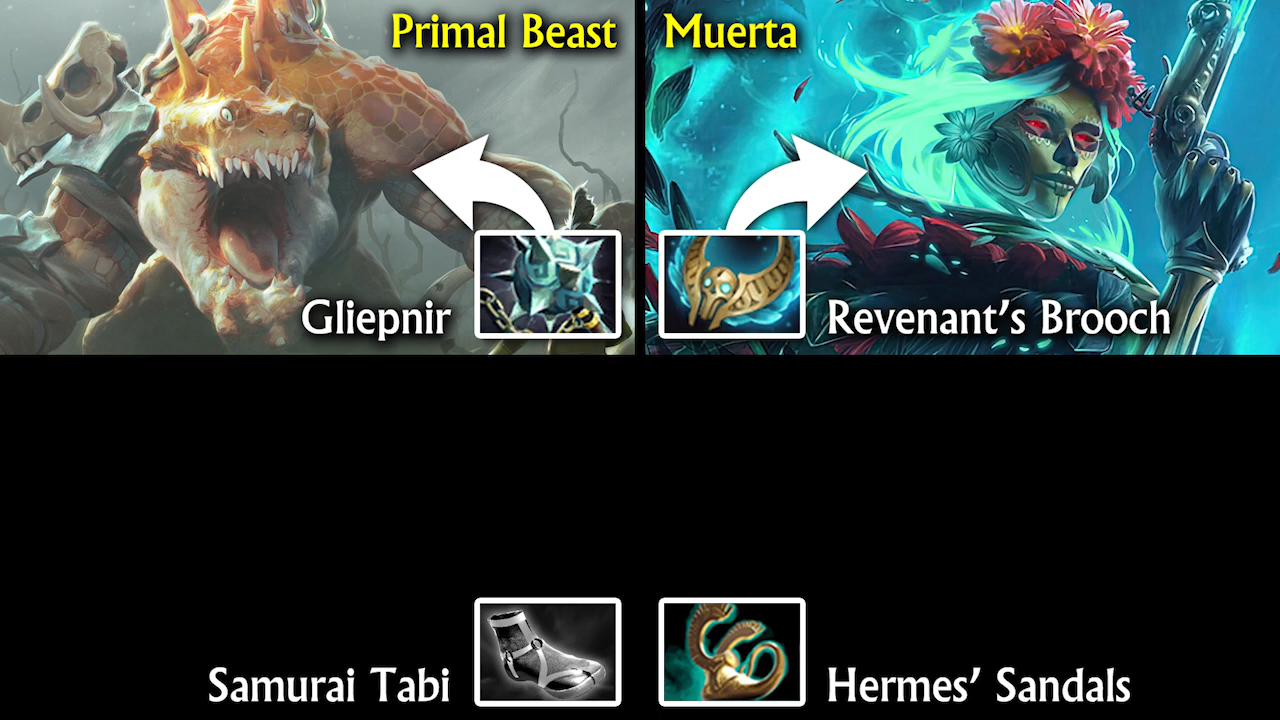 Primal Beast
Muerta
Gliepnir
Revenant's Brooch
Samurai Tabi
Hermes' Sandals